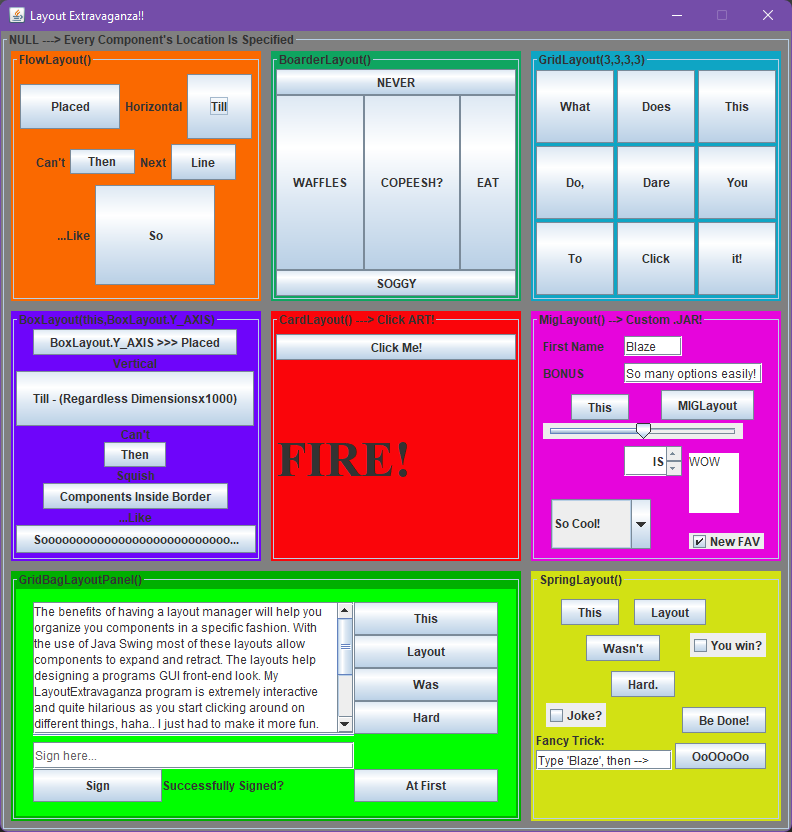 Layout Extravaganza!!
NULL ---> Every Component's Location Is Specified
FlowLayout()
Placed Horizontal Till
Can't Then Next Line
...Like So
BoarderLayout()
NEVER
WAFFLES COPEESH? EAT
SOGGY
GridLayout(3,3,3,3)
What Does This
Do, Dare You
To Click it!
BoxLayout(this,BoxLayout.Y_AXIS)
BoxLayout.Y_AXIS >>> Placed
Vertical
Till - (Regardless Dimensionsx1000)
Can't
Then
Squash
Components Inside Border
...Like
Sooooooooooooooooooooooooooo...
CardLayout() ---> Click ART!
Click Me!
FIRE!
MigLayout() --> Custom .JAR!
First Name Blaze
BONUS So many options easily!
This MIGLayout
IS WOW
So Cool!
New FAV
GridBagLayoutPanel()
The benefits of having a layout manager will help you
organize you components in a specific fashion. With
the use of Java Swing most of these layouts allow
components to expand and retract. The layouts help
designing a programs GUI front-end look. My
LayoutExtravaganza program is extremely interactive
and quite hilarious as you start clicking around on
different things, haha.. I just had to make it more fun.
This
Layout
Was
Hard
Sign here...
Sign Successfully Signed? At First
SpringLayout()
This Layout
Wasn't You win?
Hard.
Joke? Be Done!
Fancy Trick:
Type 'Blaze', then --> OoOOoOo